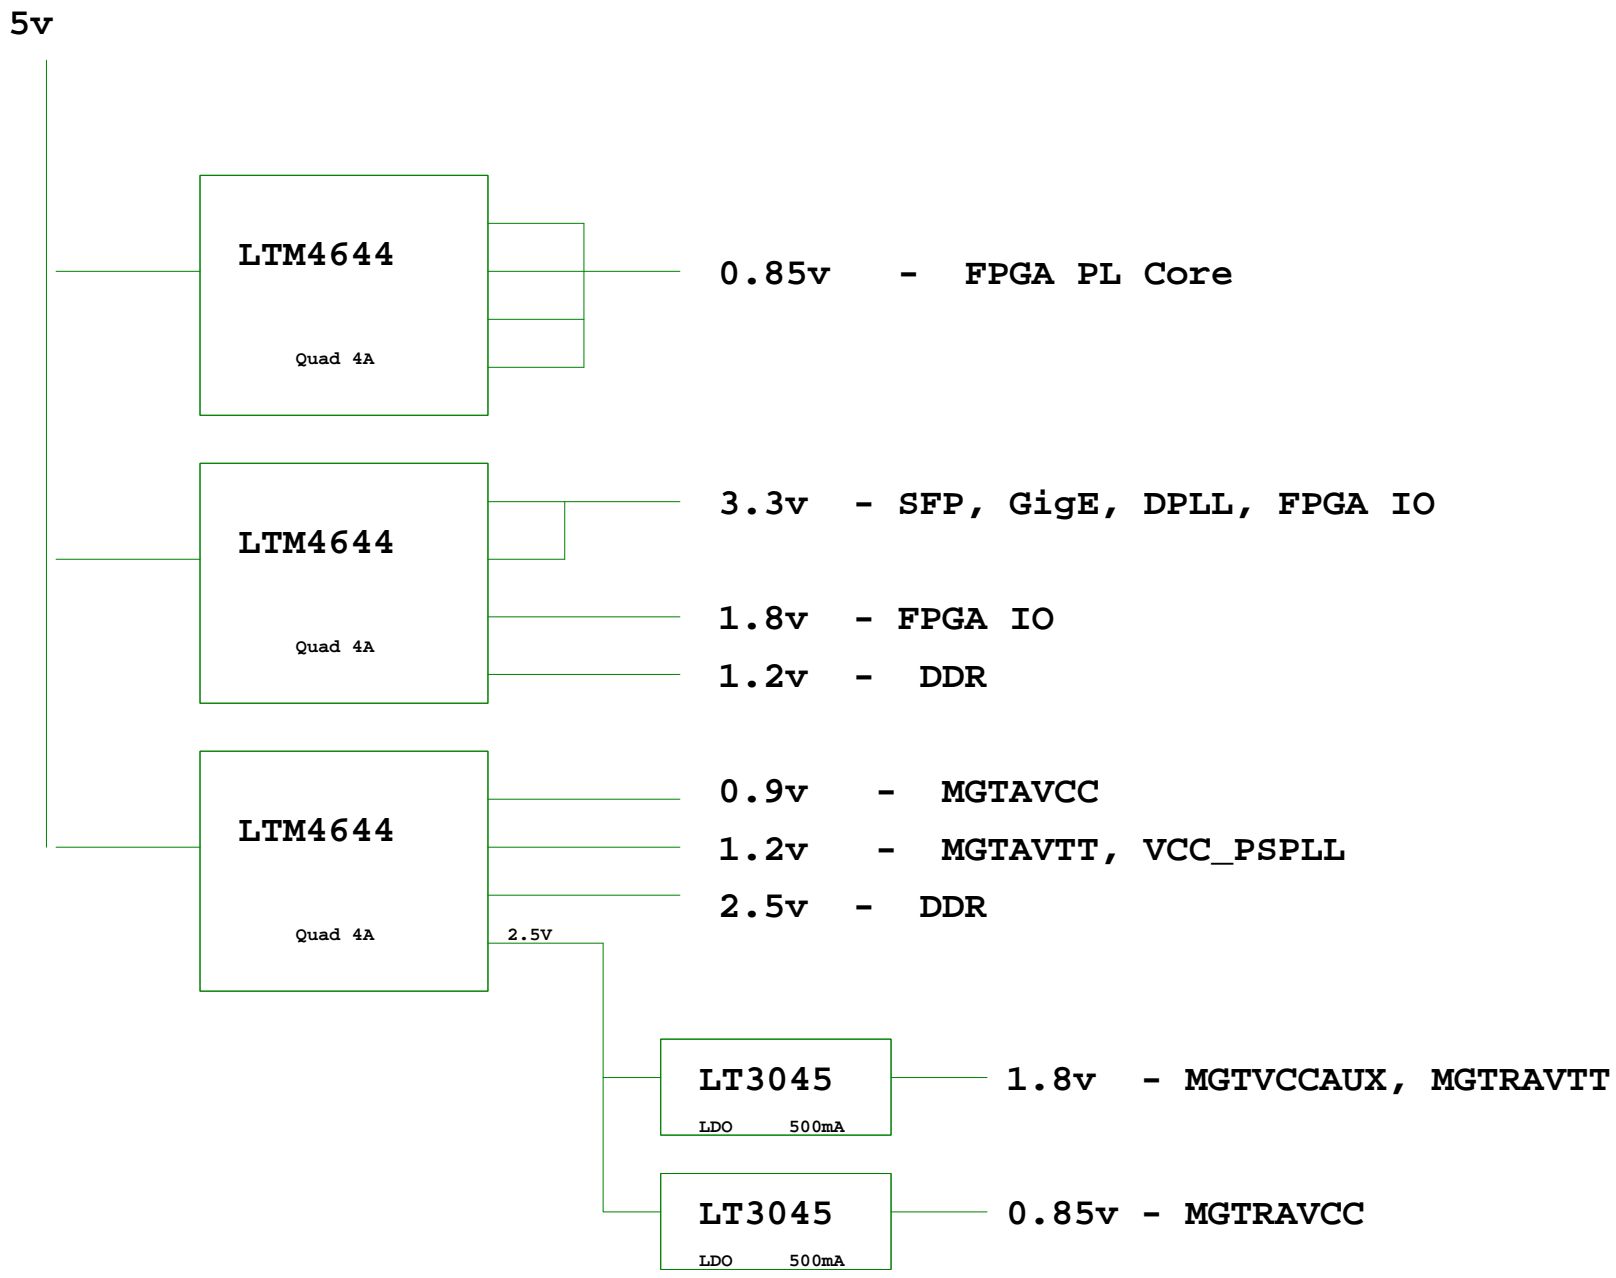 5v
LTM4644
0.85v - FPGA PL Core
Quad 4A
3.3v - SFP, GigE, DPLL, FPGA IO
LTM4644
1.8v - FPGA IO
Quad 4A
1.2v - DDR
0.9v - MGTAVCC
LTM4644
1.2v - MGTAVTT, VCC_PSPLL
2.5v - DDR
Quad 4A
2.5V
LT3045
1.8v - MGTVCCAUX, MGTRAVTT
LDO 500mA
LT3045
0.85v - MGTRAVCC
LDO 500mA